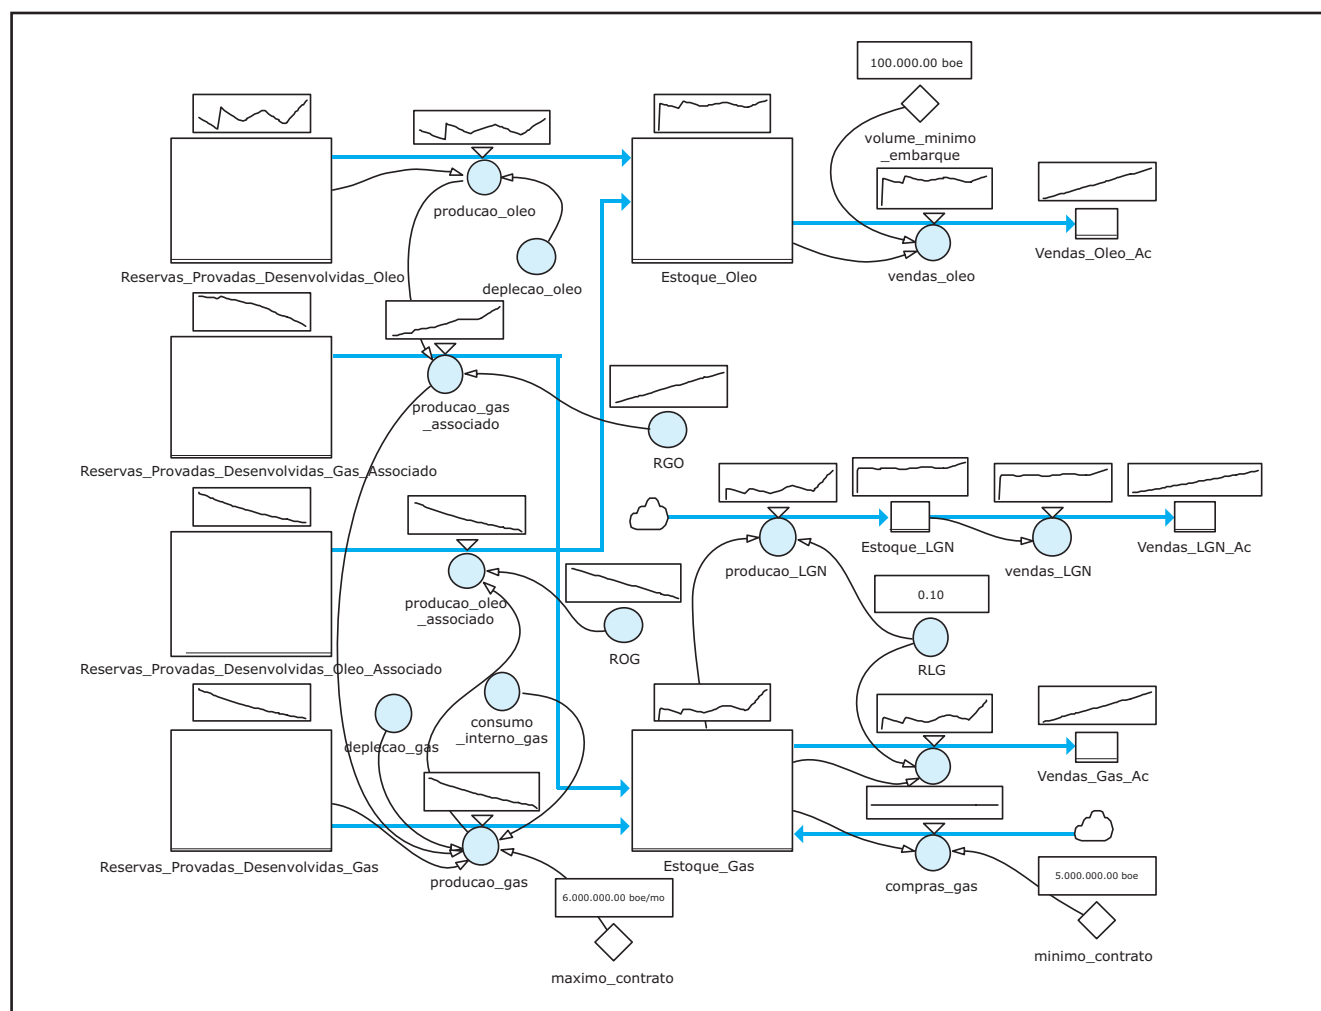 100.000.00 boe
volume_minimo
_embarque
producao_oleo
Vendas_Oleo_Ac
Reservas_Provadas_Desenvolvidas_Oleo
deplecao_oleo
Estoque_Oleo
vendas_oleo
producao_gas
_associado
RGO
Reservas_Provadas_Desenvolvidas_Gas_Associado
producao_LGN
Estoque_LGN
vendas_LGN
Vendas_LGN_Ac
producao_oleo
_associado
0.10
ROG
RLG
Reservas_Provadas_Desenvolvidas_Oleo_Associado
deplecao_gas
consumo
_interno_gas
Vendas_Gas_Ac
Reservas_Provadas_Desenvolvidas_Gas
producao_gas
Estoque_Gas
compras_gas
5.000.000.00 boe
6.000.000.00 boe/mo
maximo_contrato
minimo_contrato